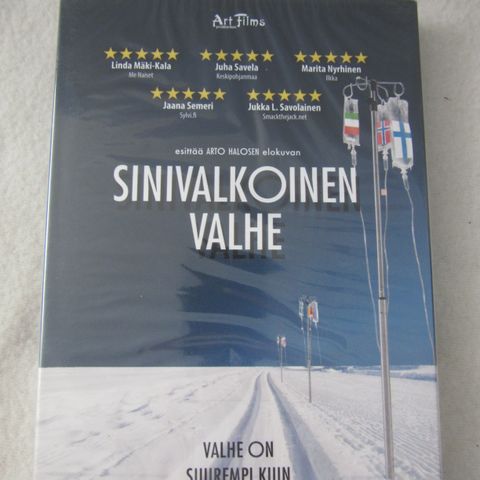 Art Films
production
Linda Mäki-Kala
Me Naiset
Juha Savela
Keskipohjanmaa
Marita Nyrhinen
Ilkka
Jaana Semeri
Sylvi.fi
Jukka L. Savolainen
Smackthejack.net
esittää ARTO HALOSEN elokuvan
SINIVALKOINEN
VALHE
VALHE ON
SUUREMPI KUIN